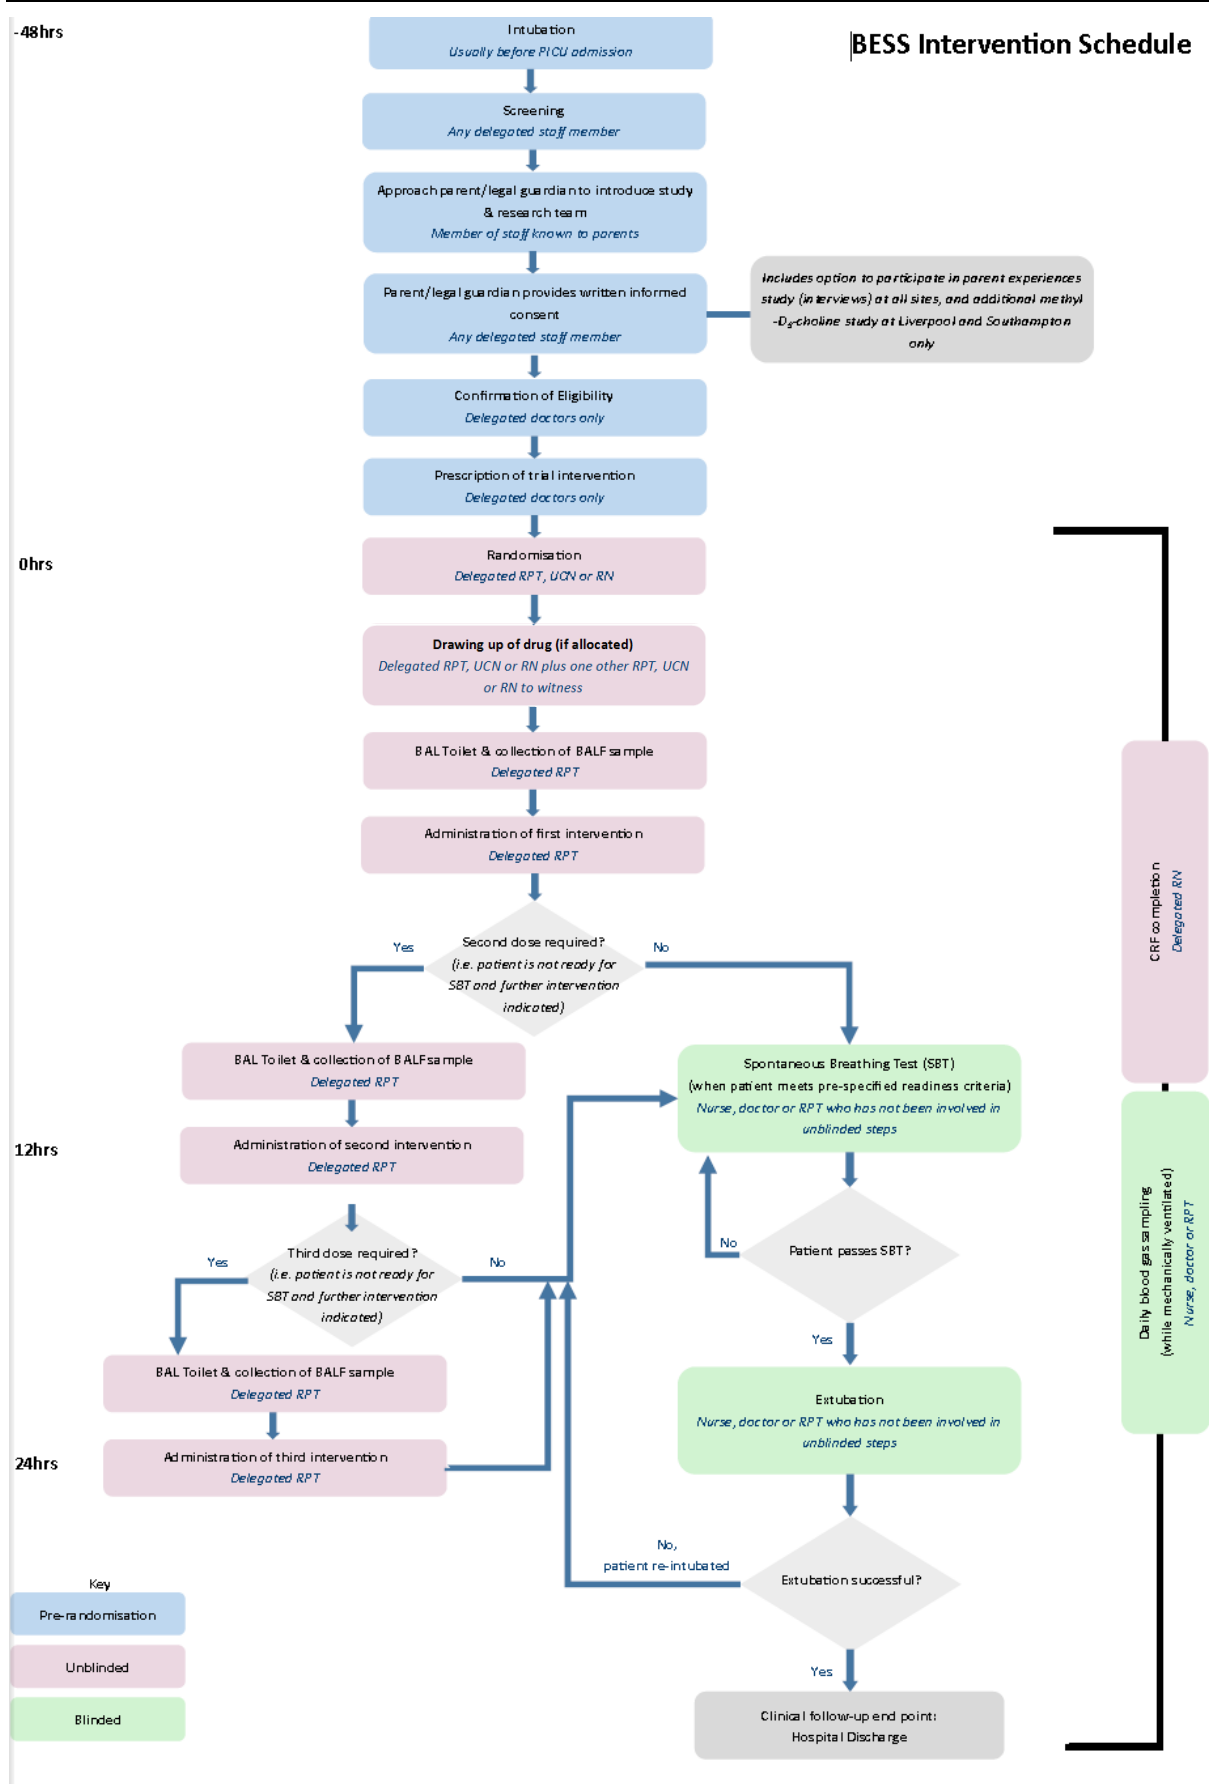 -48hrs
BESS Intervention Schedule
Intubation
Usually before PICU admission
Screening
Any delegated staff member
Approach parent/legal guardian to introduce study
& research team
Member of staff known to parents
Parent/legal guardian provides written informed
consent
Any delegated staff member
Includes option to participate in parent experiences
study (interviews) at all sites, and additional methyl
-D₉-choline study at Liverpool and Southampton
only
Confirmation of Eligibility
Delegated doctors only
Prescription of trial intervention
Delegated doctors only
0hrs
Randomisation
Delegated RPT, UCN or RN
Drawing up of drug (if allocated)
Delegated RPT, UCN or RN plus one other RPT, UCN
or RN to witness
BAL Toilet & collection of BALF sample
Delegated RPT
Administration of first intervention
Delegated RPT
Second dose required?
(i.e. patient is not ready for
SBT and further intervention
indicated)
Yes
No
BAL Toilet & collection of BALF sample
Delegated RPT
Spontaneous Breathing Test (SBT)
(when patient meets pre-specified readiness criteria)
Nurse, doctor or RPT who has not been involved in
unblinded steps
12hrs
Administration of second intervention
Delegated RPT
Third dose required?
(i.e. patient is not ready for
SBT and further intervention
indicated)
Yes
No
Patient passes SBT?
No
Yes
BAL Toilet & collection of BALF sample
Delegated RPT
Extubation
Nurse, doctor or RPT who has not been involved in
unblinded steps
24hrs
Administration of third intervention
Delegated RPT
No,
patient re-intubated
Extubation successful?
Yes
Clinical follow-up end point:
Hospital Discharge
CRF completion
Delegated RN
Daily blood gas sampling
(while mechanically ventilated)
Nurse, doctor or RPT
Key
Pre-randomisation
Unblinded
Blinded